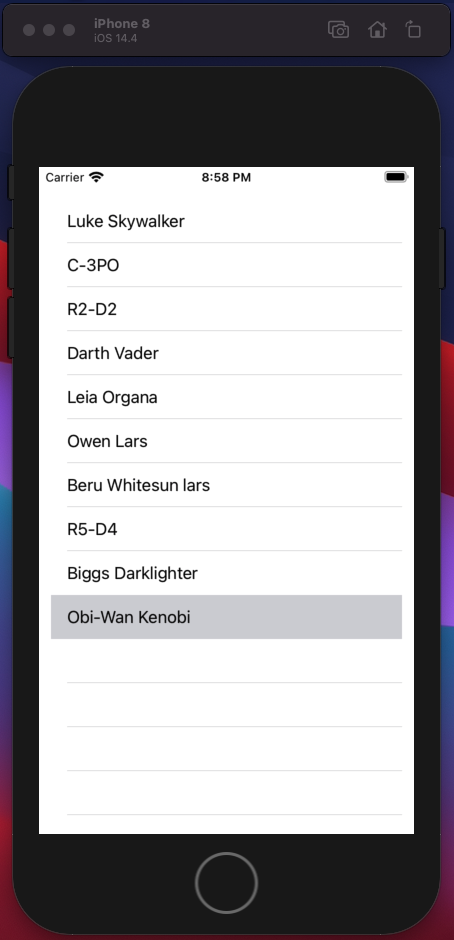 iPhone 8
iOS 14.4
Carrier 8:58 PM
Luke Skywalker
C-3PO
R2-D2
Darth Vader
Leia Organa
Owen Lars
Beru Whitesun lars
R5-D4
Biggs Darklighter
Obi-Wan Kenobi